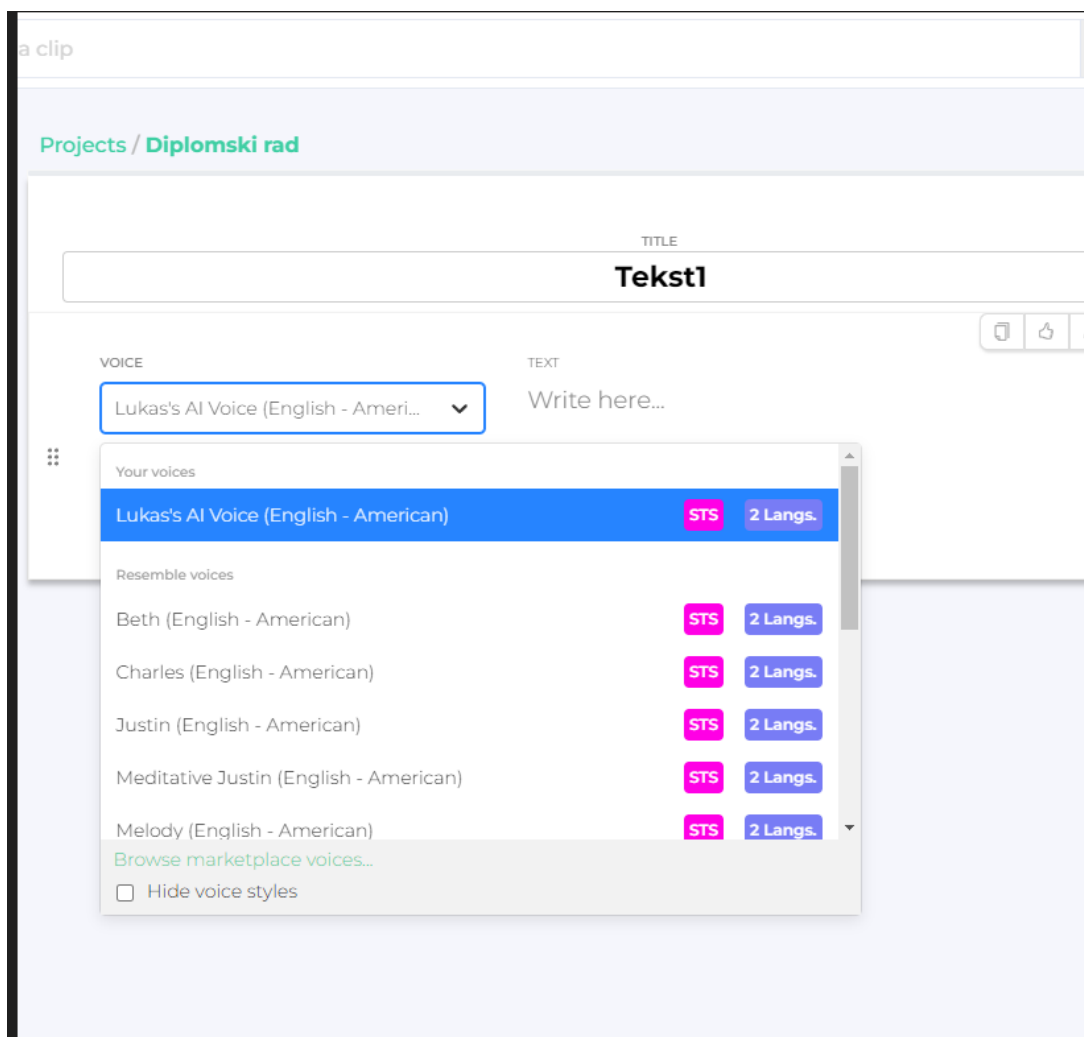 a clip
Projects / Diplomski rad
TITLE
Tekst1
VOICE
TEXT
Lukas's AI Voice (English - Ameri...
Write here...
Your voices
Lukas's AI Voice (English - American) STS 2 Langs.
Resemble voices
Beth (English - American) STS 2 Langs.
Charles (English - American) STS 2 Langs.
Justin (English - American) STS 2 Langs.
Meditative Justin (English - American) STS 2 Langs.
Melody (English - American) STS 2 Langs.
Browse marketplace voices...
Hide voice styles